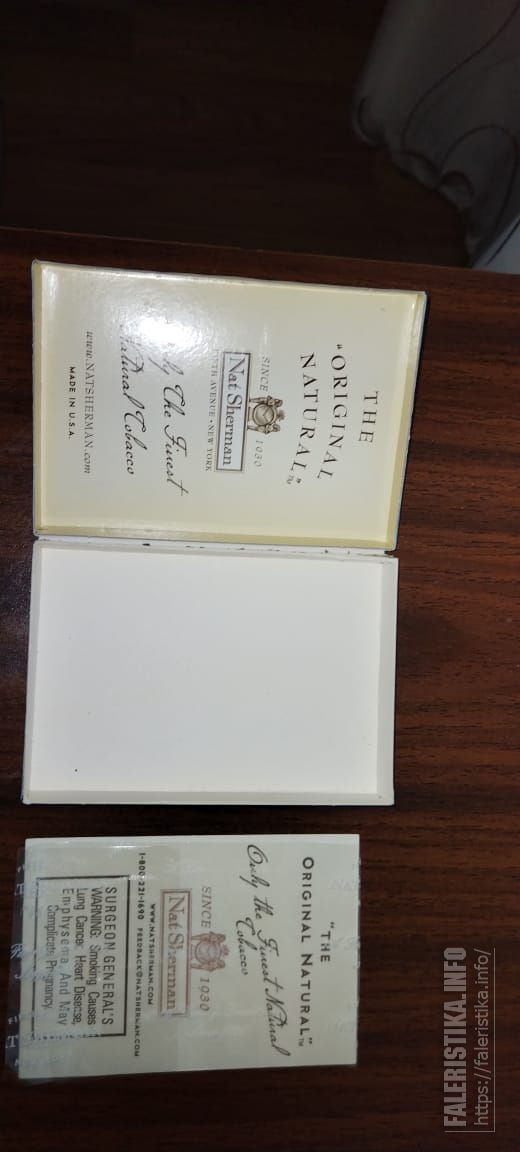 THE
"ORIGINAL
NATURAL"™
SINCE 1930
Nat Sherman
AVENUE • NEW YORK
The Finest
Natural Tobacco
www.NATSHERMAN.com
MADE IN U.S.A.
"THE
ORIGINAL NATURAL"™
Only the Finest Natural
Tobacco
SINCE 1930
Nat Sherman
WWW.NATSHERMAN.COM
1-800-221-1690 FEEDBACK@NATSHERMAN.COM
SURGEON GENERAL'S
WARNING: Smoking Causes
Lung Cancer, Heart Disease,
Emphysema, And May
Complicate Pregnancy.
FALERISTIKA.INFO
https://faleristika.info/